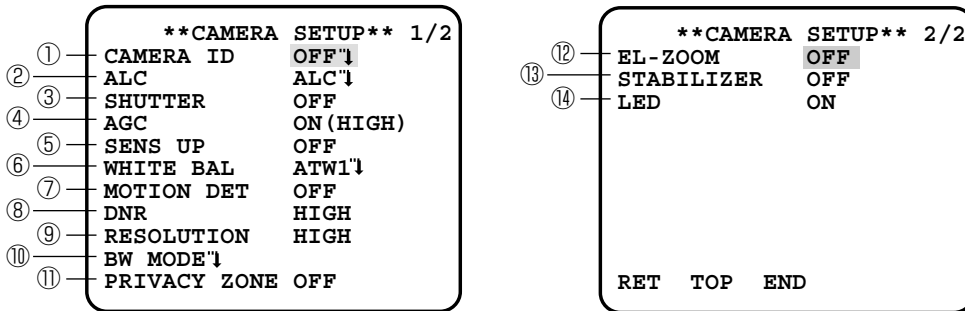 **CAMERA SETUP** 1/2
① CAMERA ID OFF
② ALC ALC
③ SHUTTER OFF
④ AGC ON(HIGH)
⑤ SENS UP OFF
⑥ WHITE BAL ATW1
⑦ MOTION DET OFF
⑧ DNR HIGH
⑨ RESOLUTION HIGH
⑩ BW MODE
⑪ PRIVACY ZONE OFF
**CAMERA SETUP** 2/2
⑫ EL-ZOOM OFF
⑬ STABILIZER OFF
⑭ LED ON
RET TOP END